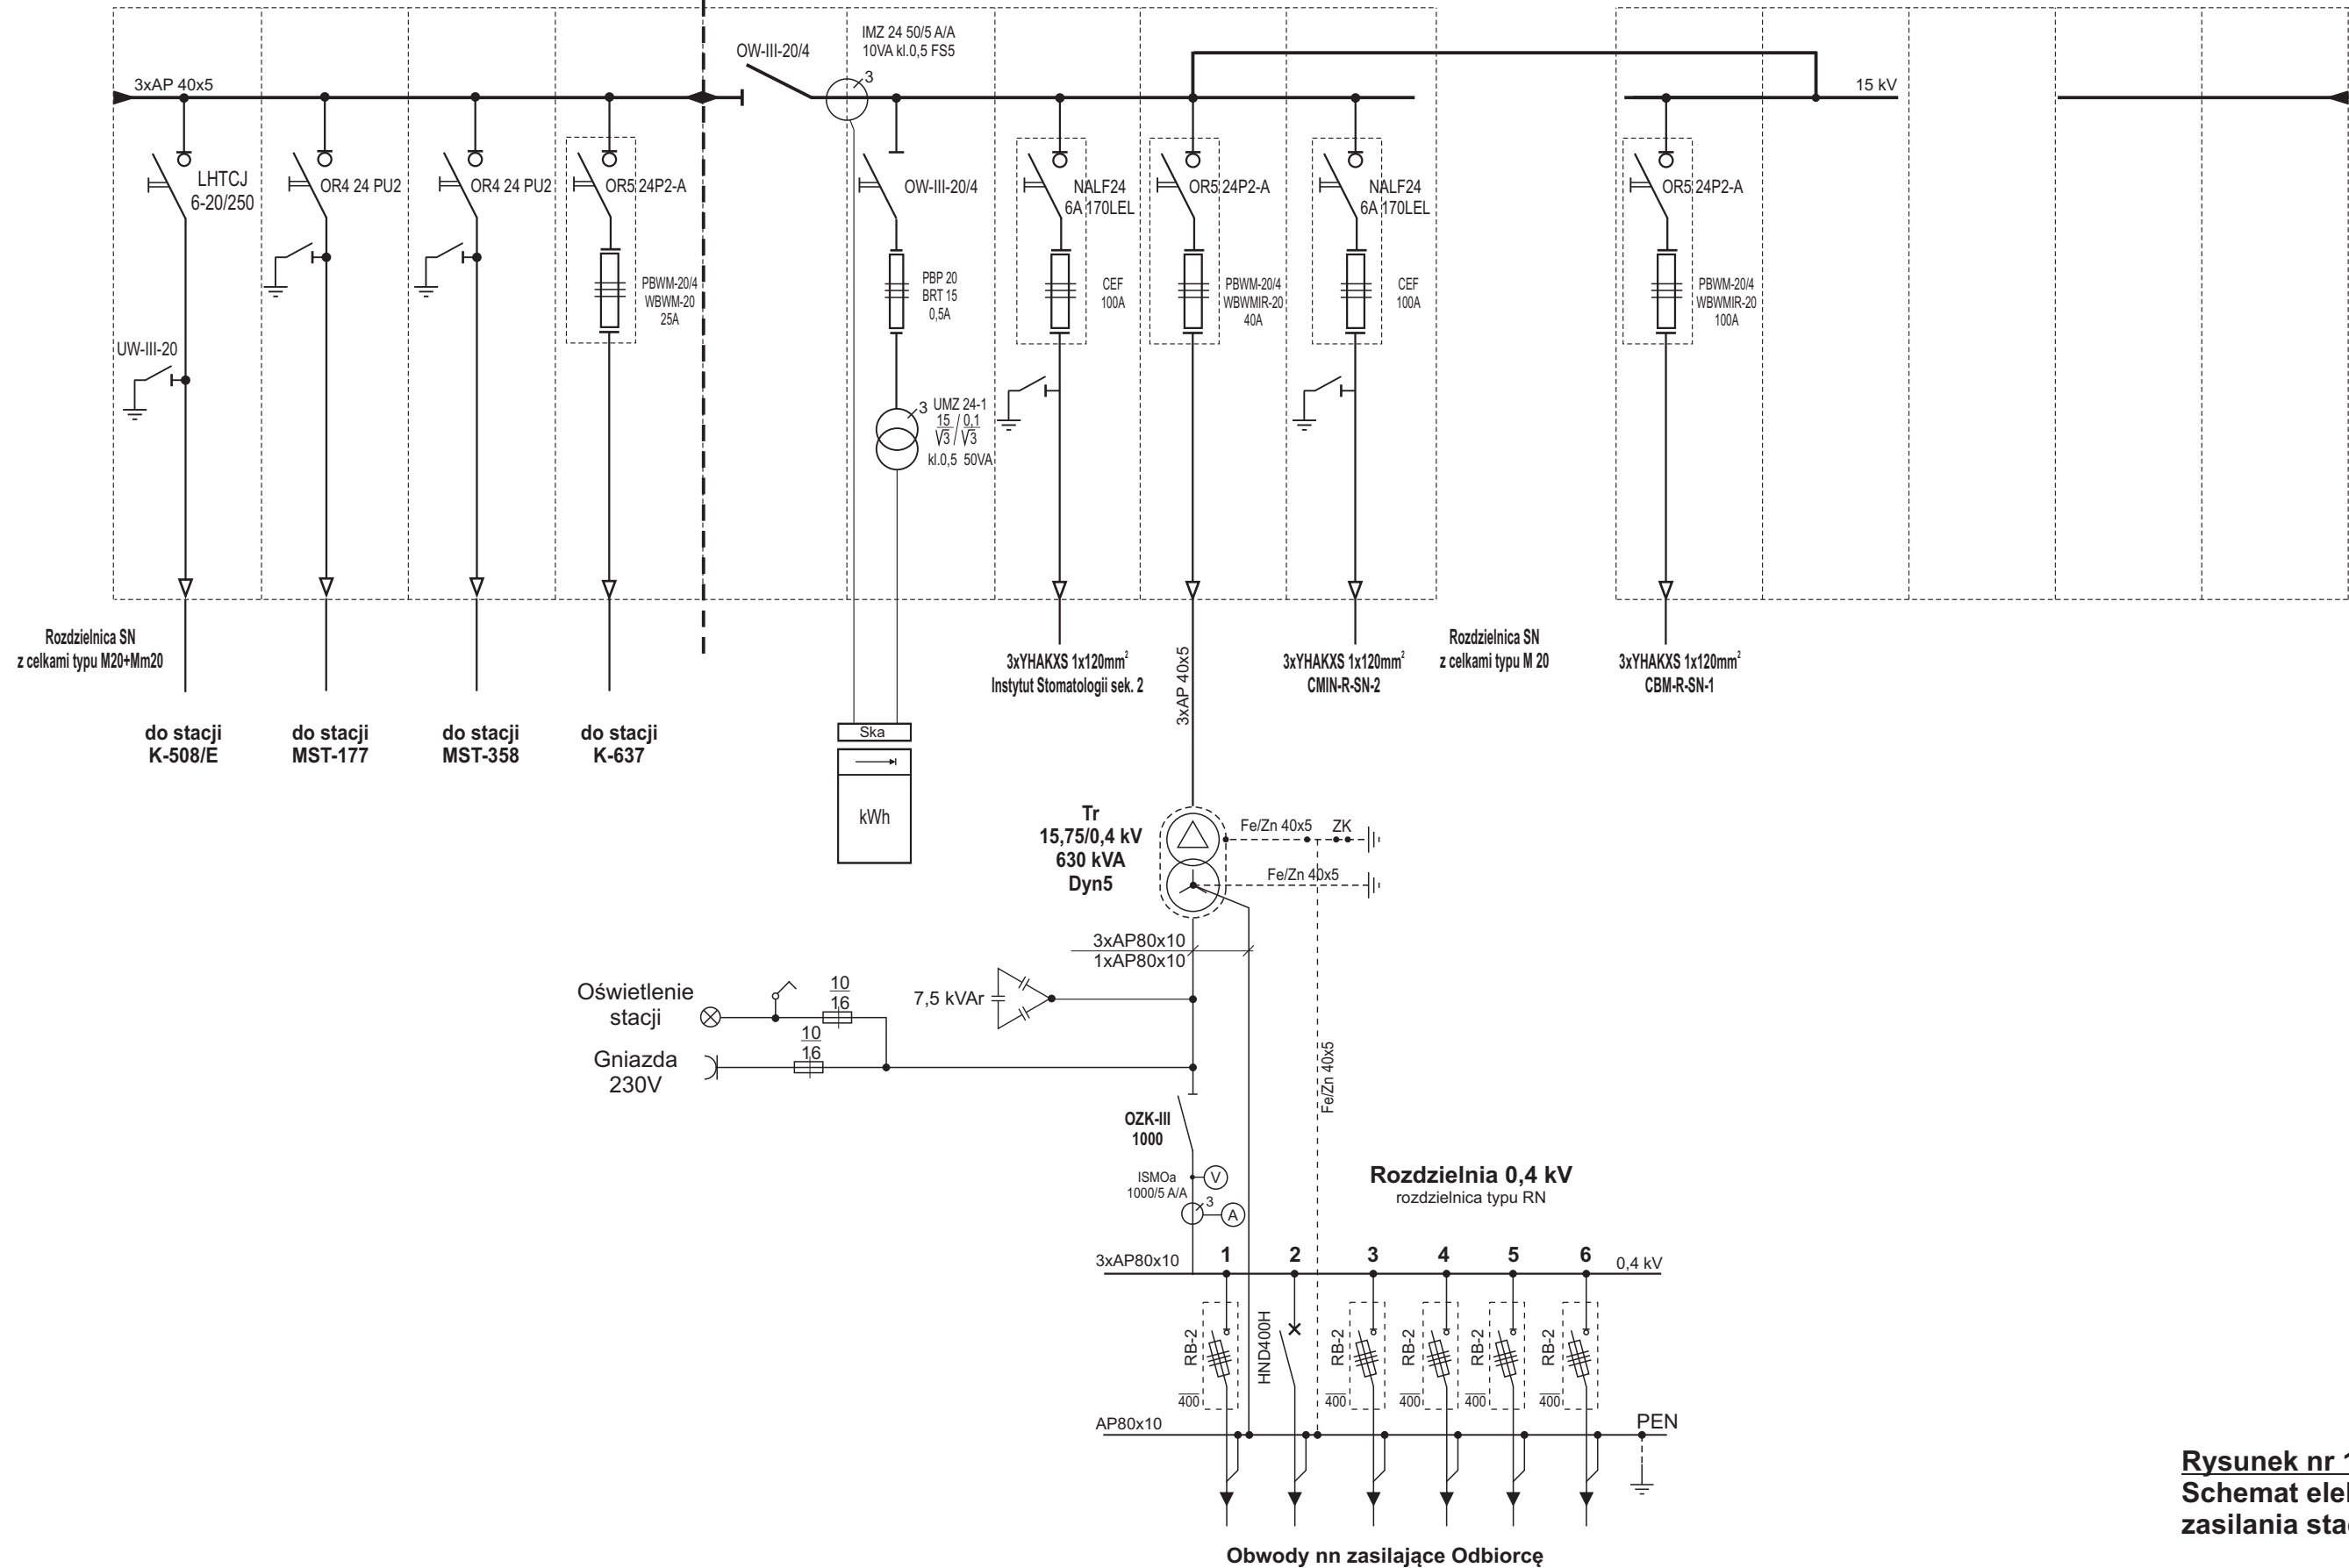 OW-III-20/4
IMZ 24 50/5 A/A
10VA kl.0,5 FS5
3
3xAP 40x5
15 kV
LHTCJ
6-20/250
OR4 24 PU2
OR4 24 PU2
OR5 24P2-A
OW-III-20/4
NALF24
6A 170LEL
OR5 24P2-A
NALF24
6A 170LEL
OR5 24P2-A
PBWM-20/4
WBWM-20
25A
PBP 20
BRT 15
0,5A
CEF
100A
PBWM-20/4
WBWMIR-20
40A
CEF
100A
PBWM-20/4
WBWMIR-20
100A
UW-III-20
3
UMZ 24-1
15/√3 / 0,1/√3
kl.0,5 50VA
Rozdzielnica SN
z celkami typu M20+Mm20
3xYHAKXS 1x120mm²
Instytut Stomatologii sek. 2
3xAP 40x5
3xYHAKXS 1x120mm²
CMIN-R-SN-2
Rozdzielnica SN
z celkami typu M 20
3xYHAKXS 1x120mm²
CBM-R-SN-1
do stacji
K-508/E
do stacji
MST-177
do stacji
MST-358
do stacji
K-637
Ska
kWh
Tr
15,75/0,4 kV
630 kVA
Dyn5
Fe/Zn 40x5
ZK
Fe/Zn 40x5
3xAP80x10
1xAP80x10
Oświetlenie
stacji
10
16
7,5 kVAr
Gniazda
230V
10
16
Fe/Zn 40x5
OZK-III
1000
ISMOa
1000/5 A/A
V
3
A
Rozdzielnia 0,4 kV
rozdzielnica typu RN
3xAP80x10
1
2
3
4
5
6
0,4 kV
RB-2
400
HND400H
RB-2
400
RB-2
400
RB-2
400
RB-2
400
AP80x10
PEN
Obwody nn zasilające Odbiorcę
Rysunek nr 1
Schemat
zasilania